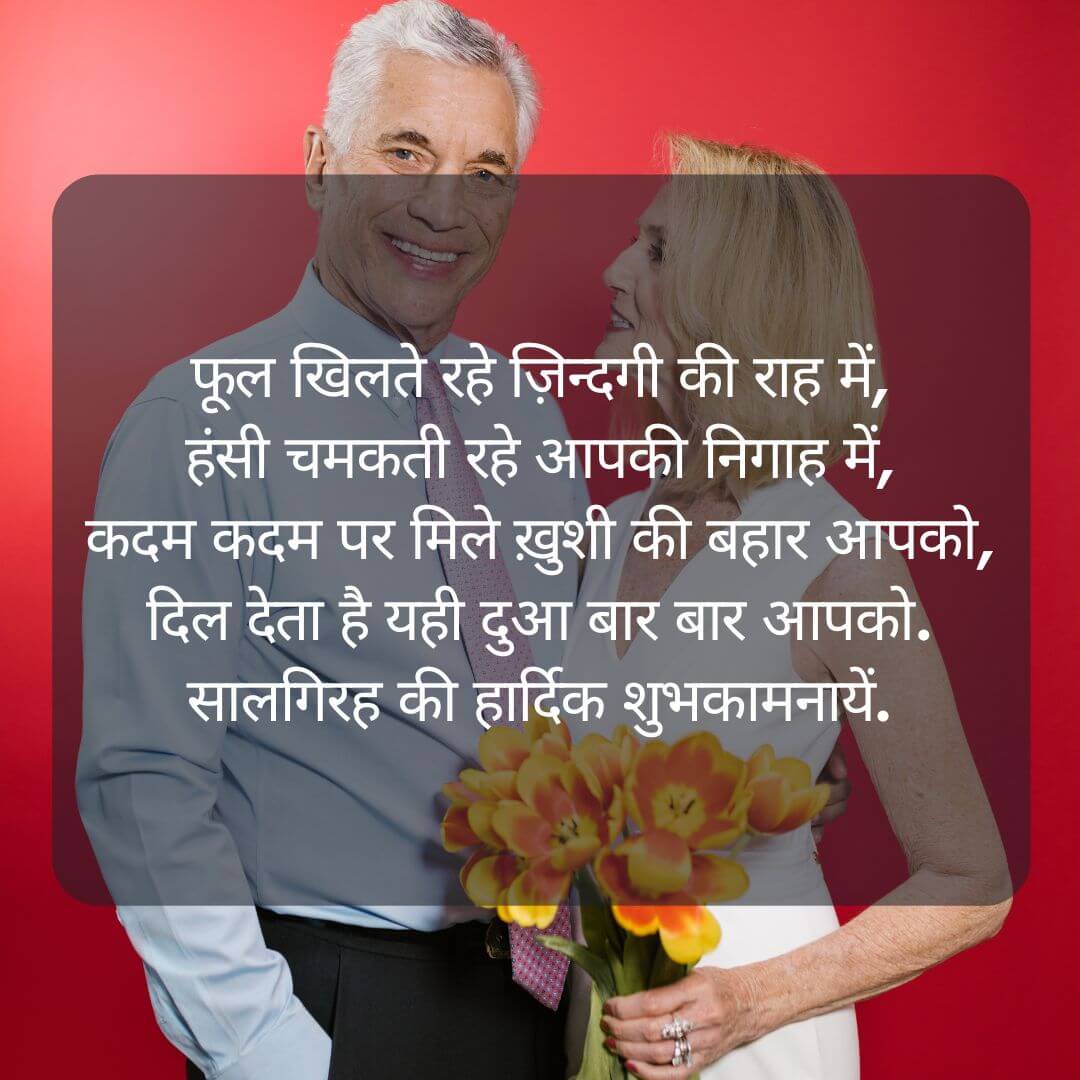 फूल खिलते रहे ज़िन्दगी की राह में,
हंसी चमकती रहे आपकी निगाह में,
कदम कदम पर मिले ख़ुशी की बहार आपको,
दिल देता है यही दुआ बार बार आपको.
सालगिरह की हार्दिक शुभकामनायें.